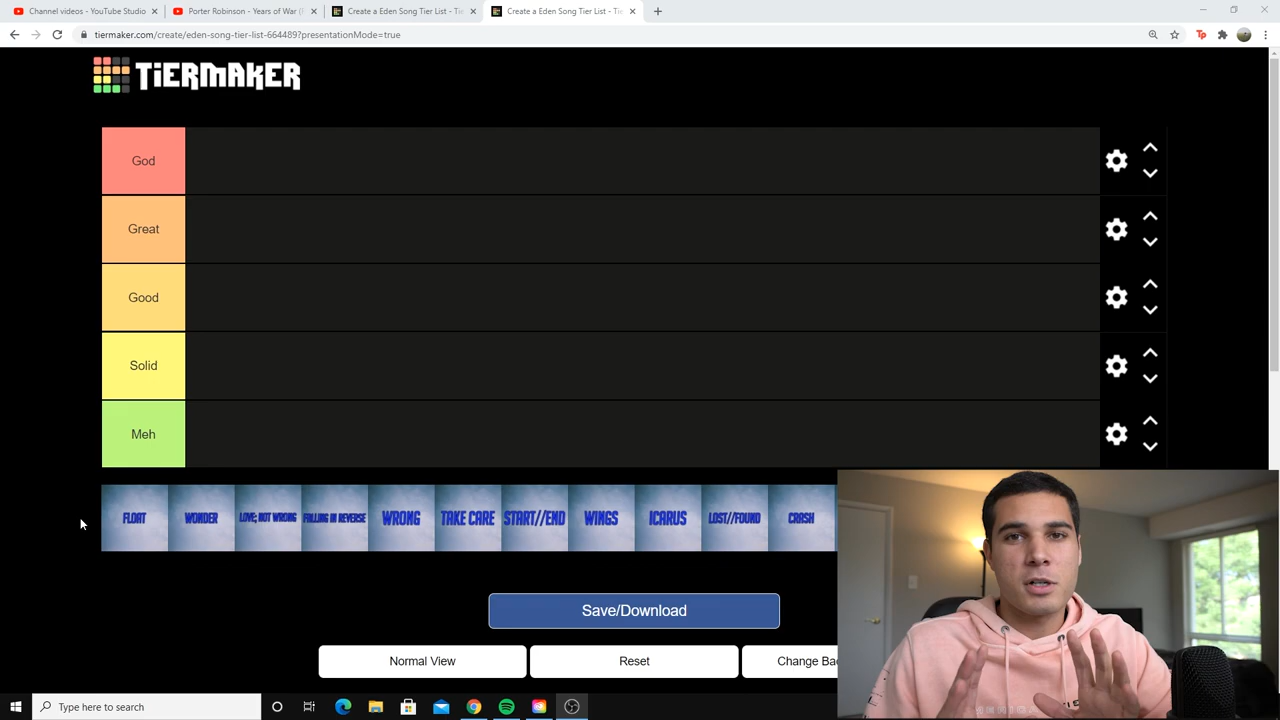 Channel videos - YouTube Studio
Porter Robinson - Years of War (
Create a Eden Song Tier List - Tie
Create a Eden Song Tier List - Tie
tiermaker.com/create/eden-song-tier-list-664489?presentationMode=true
Tp
TiERMAKER
God
Great
Good
Solid
Meh
FLOAT
WONDER
LOVE; NOT WRONG
FALLING IN REVERSE
WRONG
TAKE CARE
START//END
WINGS
ICARUS
LOST//FOUND
CRASH
Save/Download
Normal View
Reset
Change Ba
Type here to search